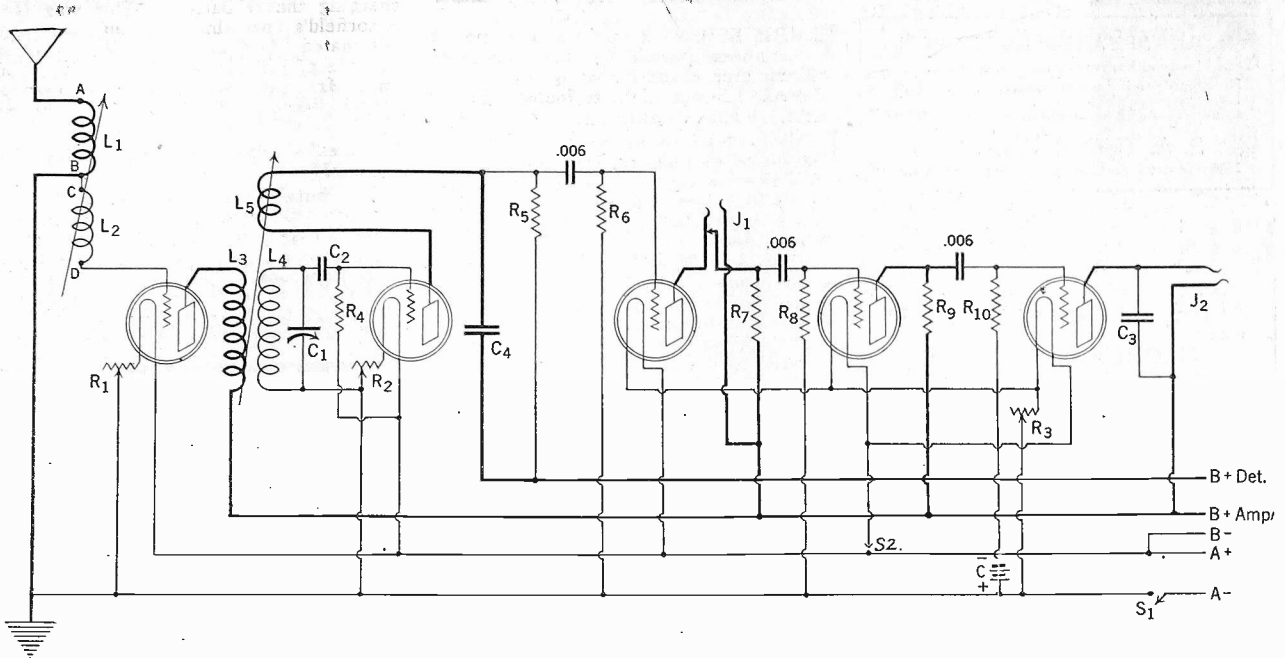 A
L1
B
C
L2
D
R1
L3
L5
L4
C2
C1
R4
R2
C4
.006
R5
R6
J1
.006
R7
R8
.006
R9
R10
R3
C3
J2
B + Det.
B + Amp
B -
A +
S2.
- C +
S1
A -